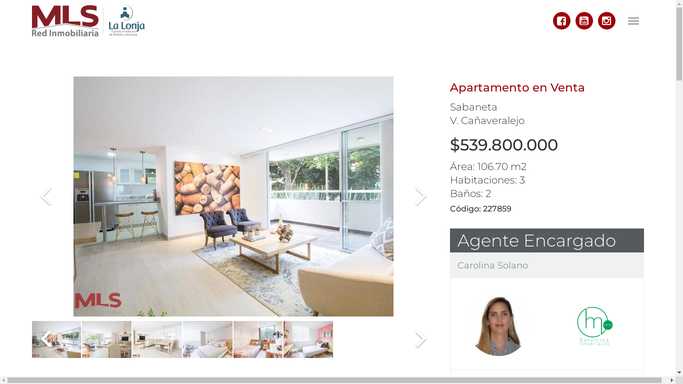 MLS
Red Inmobiliaria
La Lonja
Apartamento en Venta
Sabaneta
V. Cañaveralejo
$539.800.000
Área: 106.70 m2
Habitaciones: 3
Baños: 2
Código: 227859
MLS
Agente Encargado
Carolina Solano
hm